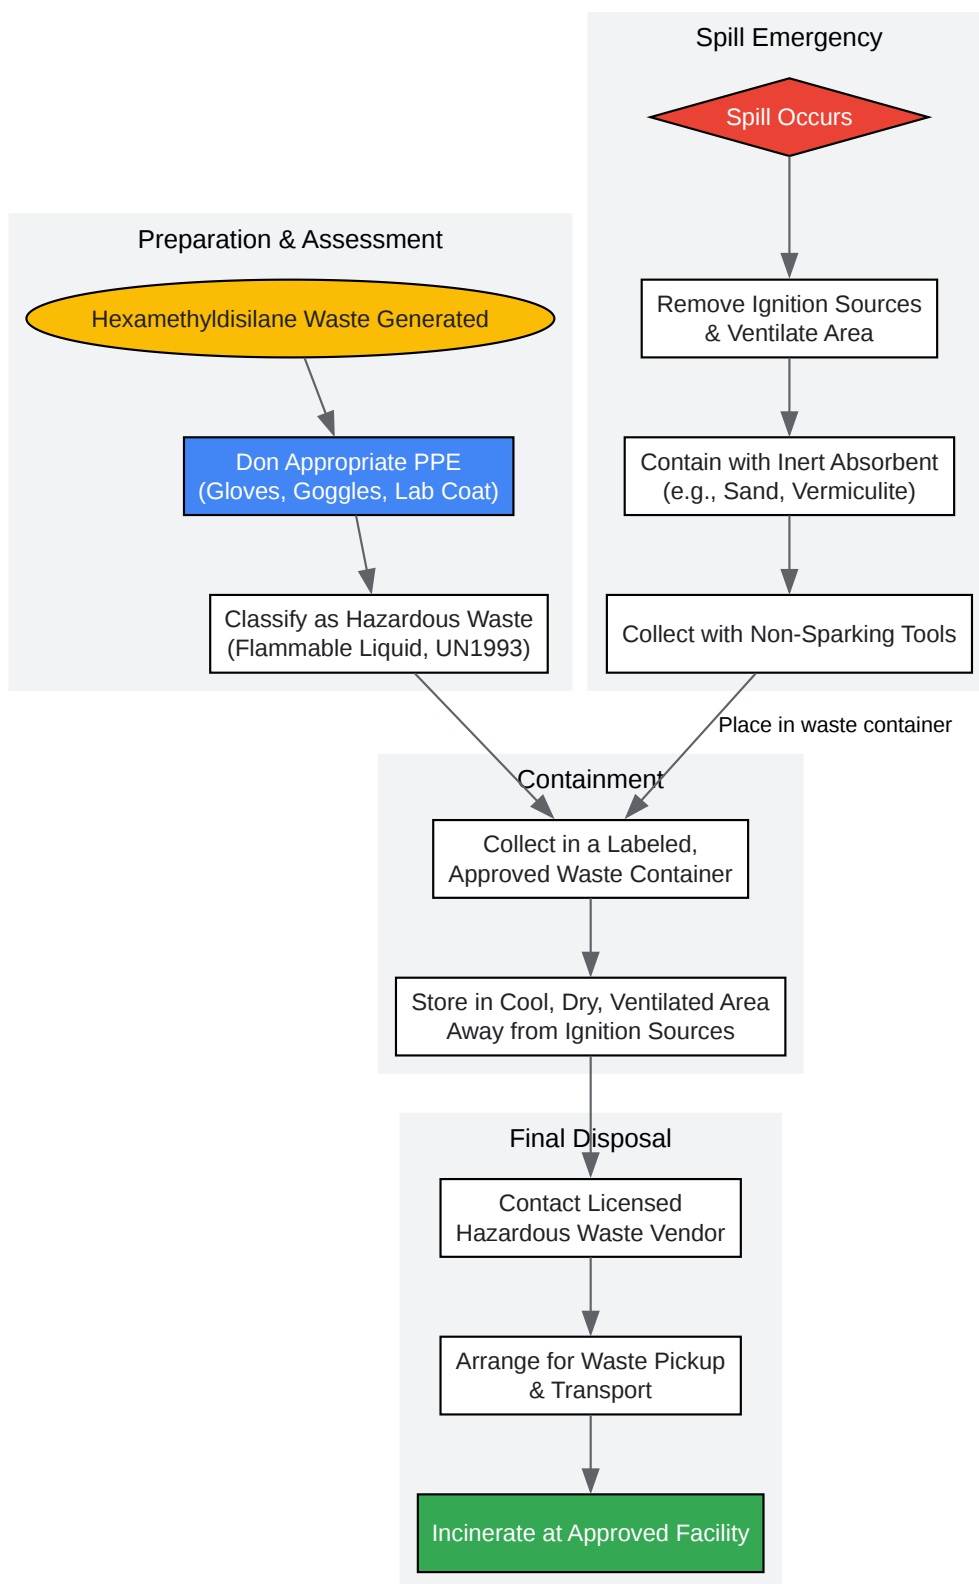 Spill Emergency
Spill Occurs
Preparation & Assessment
Hexamethyldisilane Waste Generated
Remove Ignition Sources
& Ventilate Area
Don Appropriate PPE
(Gloves, Goggles, Lab Coat)
Contain with Inert Absorbent
(e.g., Sand, Vermiculite)
Classify as Hazardous Waste
(Flammable Liquid, UN1993)
Collect with Non-Sparking Tools
Place in waste container
Containment
Collect in a Labeled,
Approved Waste Container
Store in Cool, Dry, Ventilated Area
Away from Ignition Sources
Final Disposal
Contact Licensed
Hazardous Waste Vendor
Arrange for Waste Pickup
& Transport
Incinerate at Approved Facility